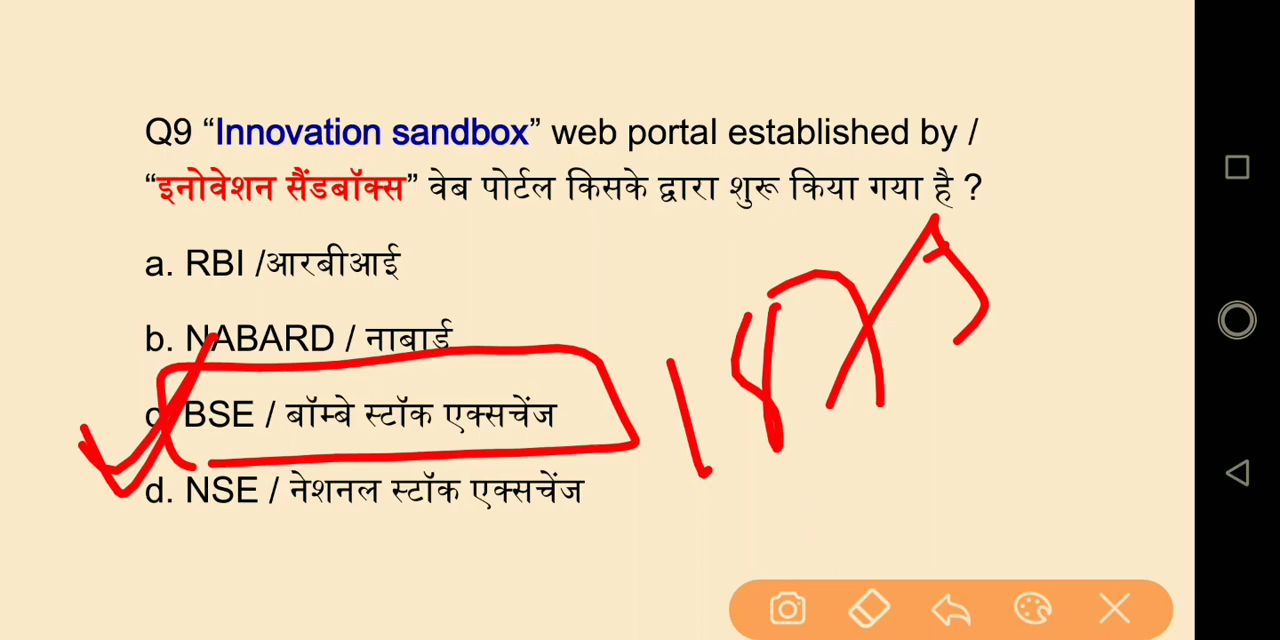 Q9 “Innovation sandbox” web portal established by /
“इनोवेशन सैंडबॉक्स” वेब पोर्टल किसके द्वारा शुरू किया गया है ?
a. RBI /आरबीआई
b. NABARD / नाबार्ड
c. BSE / बॉम्बे स्टॉक एक्सचेंज
d. NSE / नेशनल स्टॉक एक्सचेंज